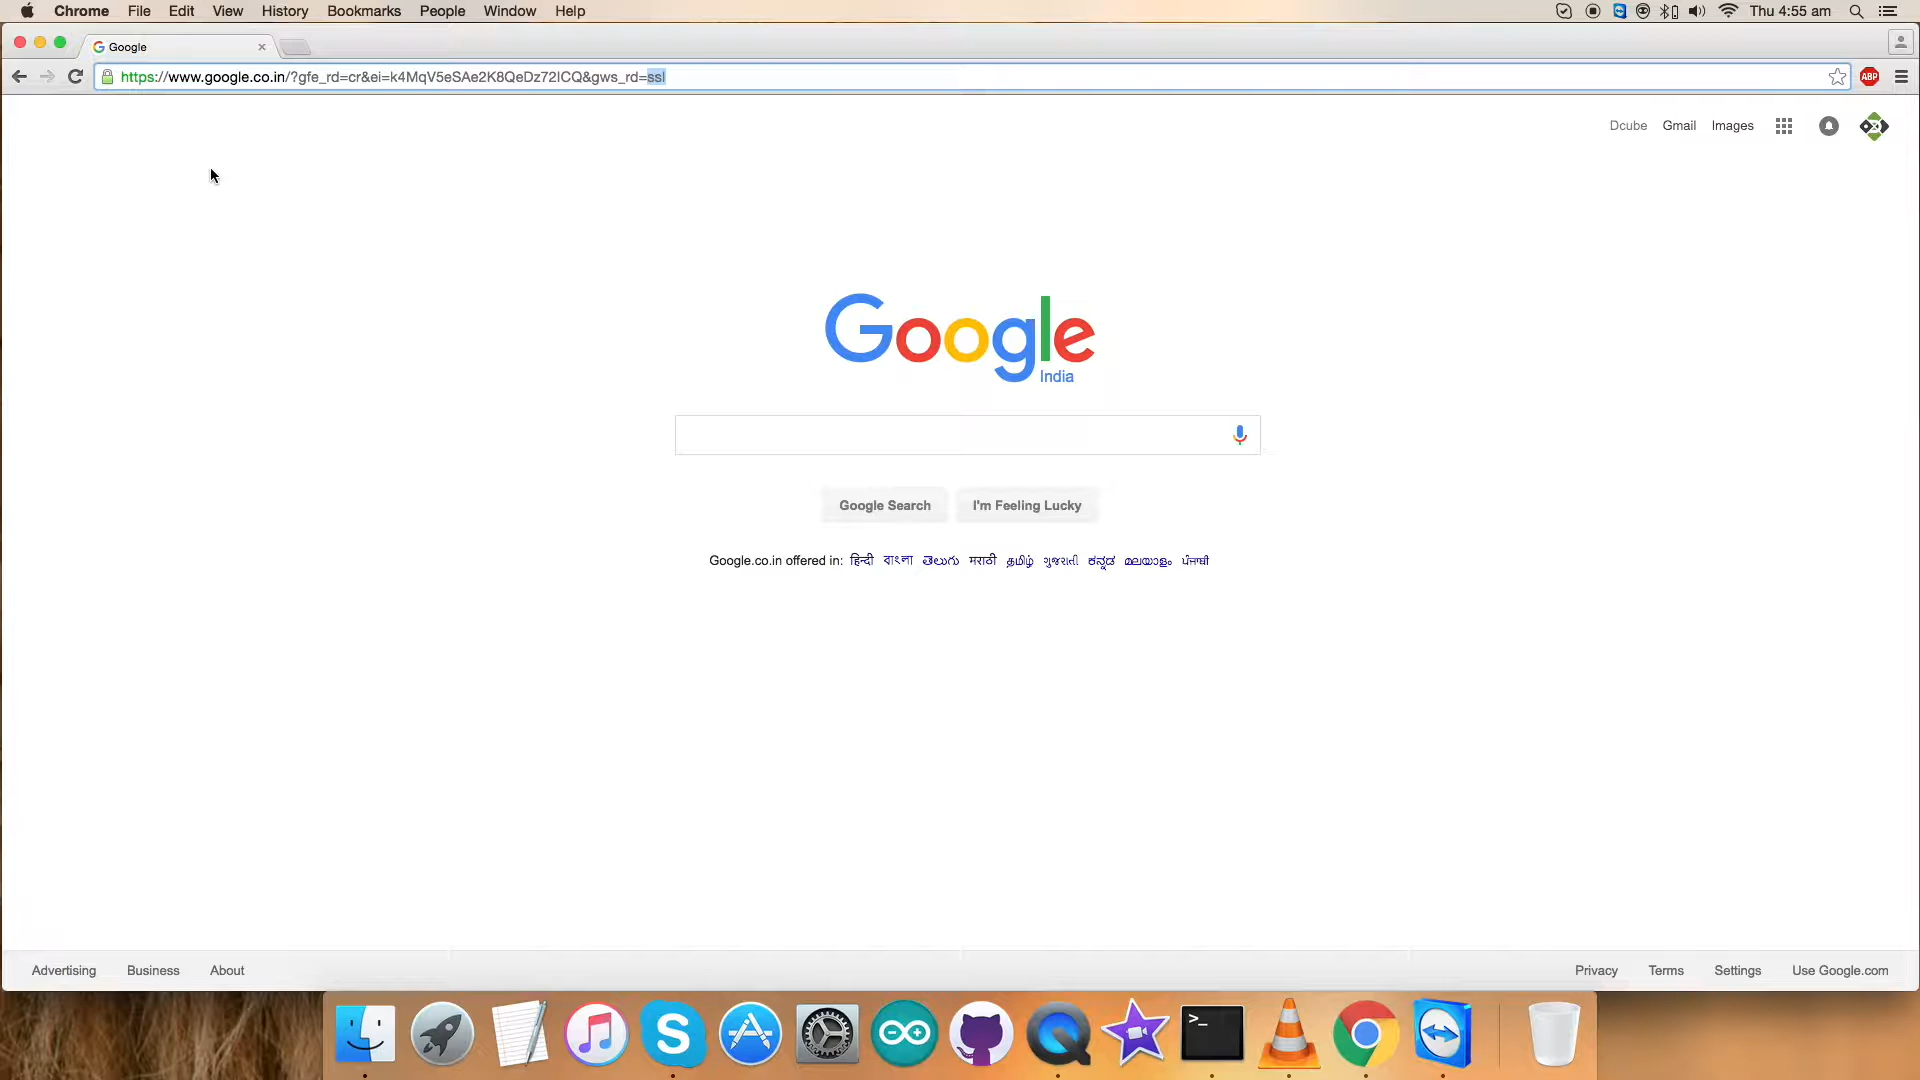 Chrome File Edit View History Bookmarks People Window Help Thu 4:55 am
Google
https://www.google.co.in/?gfe_rd=cr&ei=k4MqV5eSAe2K8QeDz72ICQ&gws_rd=ssl ABP
Dcube Gmail Images
Google
India
Google Search I'm Feeling Lucky
Google.co.in offered in: हिन्दी বাংলা తెలుగు मराठी தமிழ் ગુજરાતી ಕನ್ನಡ മലയാളം ਪੰਜਾਬੀ
Advertising Business About Privacy Terms Settings Use Google.com
S >_